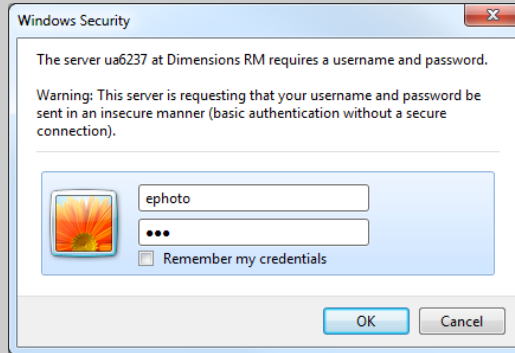 Windows Security
The server ua6237 at Dimensions RM requires a username and password.
Warning: This server is requesting that your username and password be
sent in an insecure manner (basic authentication without a secure
connection).
ephoto
●●●
Remember my credentials
OK Cancel